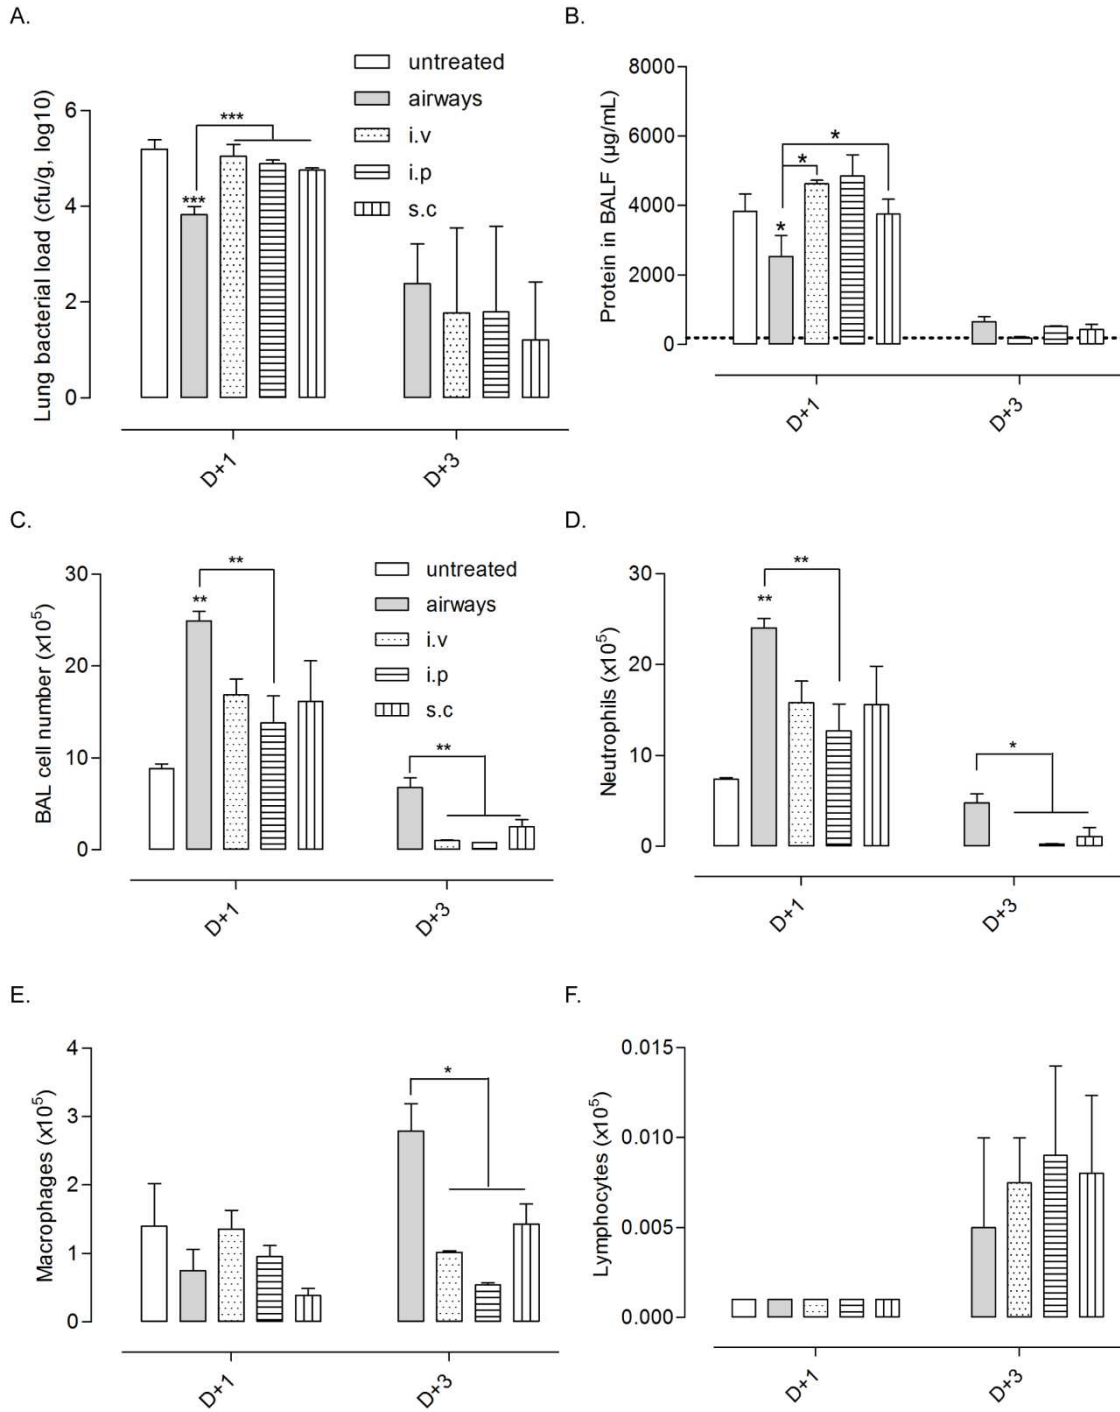 A.
Lung bacterial load (cfu/g, log10)
6
4
2
0
***
***
untreated
airways
i.v
i.p
s.c
D+1
D+3
B.
Protein in BALF (µg/mL)
8000
6000
4000
2000
0
*
*
*
D+1
D+3
C.
BAL cell number (x10⁵)
30
20
10
0
**
**
**
untreated
airways
i.v
i.p
s.c
D+1
D+3
D.
Neutrophils (x10⁵)
30
20
10
0
**
**
*
D+1
D+3
E.
Macrophages (x10⁵)
4
3
2
1
0
*
D+1
D+3
F.
Lymphocytes (x10⁵)
0.015
0.010
0.005
0.000
D+1
D+3